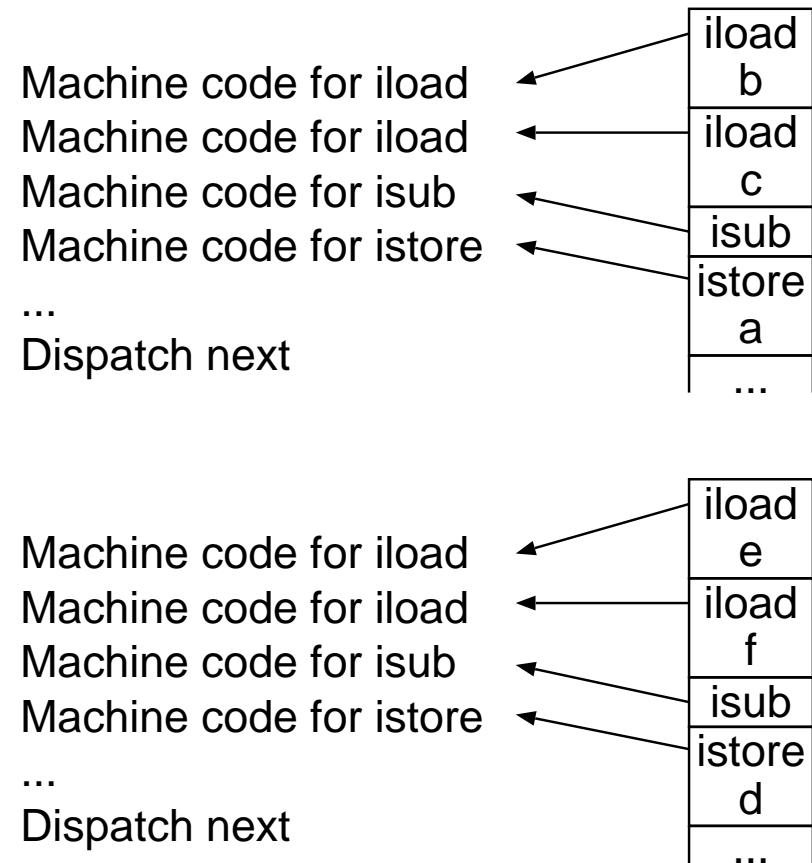 iload
b
Machine code for iload
iload
c
Machine code for iload
Machine code for isub
isub
Machine code for istore
istore
a
...
Dispatch next
...
iload
e
Machine code for iload
iload
f
Machine code for iload
Machine code for isub
isub
Machine code for istore
istore
d
...
Dispatch next
...